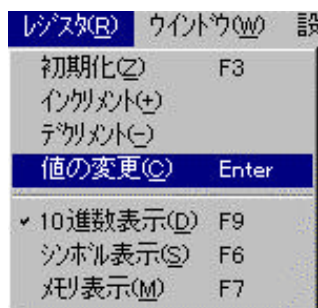 ﾚｼﾞｽﾀ(R) ｳｲﾝﾄﾞｳ(W) 設
初期化(Z) F3
ｲﾝｸﾘﾒﾝﾄ(+)
ﾃﾞｸﾘﾒﾝﾄ(-)
値の変更(C) Enter
✓ 10進数表示(D) F9
ｼﾝﾎﾞﾙ表示(S) F6
ﾒﾓﾘ表示(M) F7